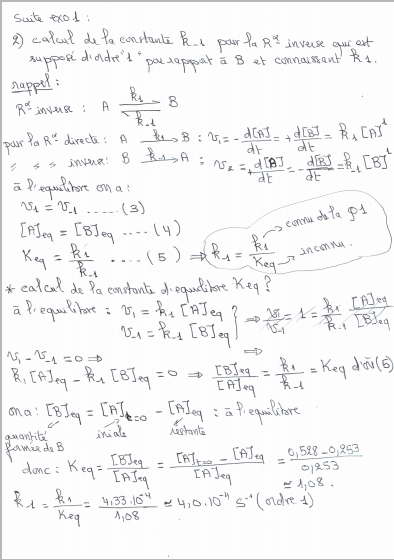 Suite exo 1 :
2) calcul de la constante k₋₁ pour la Rº inverse qui est
supposé d'ordre "1" par rapport à B et connaissant k₁.
rappel :
Rº inverse : A ⇌ B
k₁
k₋₁
pour la Rº directe : A —k₁→ B : v₁ = -d[A]/dt = +d[B]/dt = k₁[A]¹
" " " inverse : B —k₋₁→ A : v₂ = +d[A]/dt = -d[B]/dt = k₋₁[B]¹
à l'equilibre on a :
v₁ = v₋₁ ...... (3)
[A]eq = [B]eq .... (4)
Keq = k₁/k₋₁ .... (5) ⇒ k₋₁ = k₁/Keq
connu de la φ1
inconnu.
* calcul de la constante d'equilibre Keq ?
à l'equilibre : v₁ = k₁[A]eq
v₋₁ = k₋₁[B]eq
⇒ v₁/v₋₁ = 1 = k₁/k₋₁ [A]eq/[B]eq
⇒
v₁ - v₋₁ = 0 ⇒
k₁[A]eq - k₋₁[B]eq = 0 ⇒ [B]eq/[A]eq = k₁/k₋₁ = Keq d'où (5)
on a : [B]eq = [A]t=0 - [A]eq : à l'equilibre
quantité formée de B
iniale
restante
donc : Keq = [B]eq/[A]eq = [A]t=0 - [A]eq/[A]eq = 0,528 - 0,253/0,253
≃ 1,08.
k₋₁ = k₁/Keq = 4,33.10⁻⁴/1,08 ≃ 4,0.10⁻⁴ s⁻¹ (ordre 1)